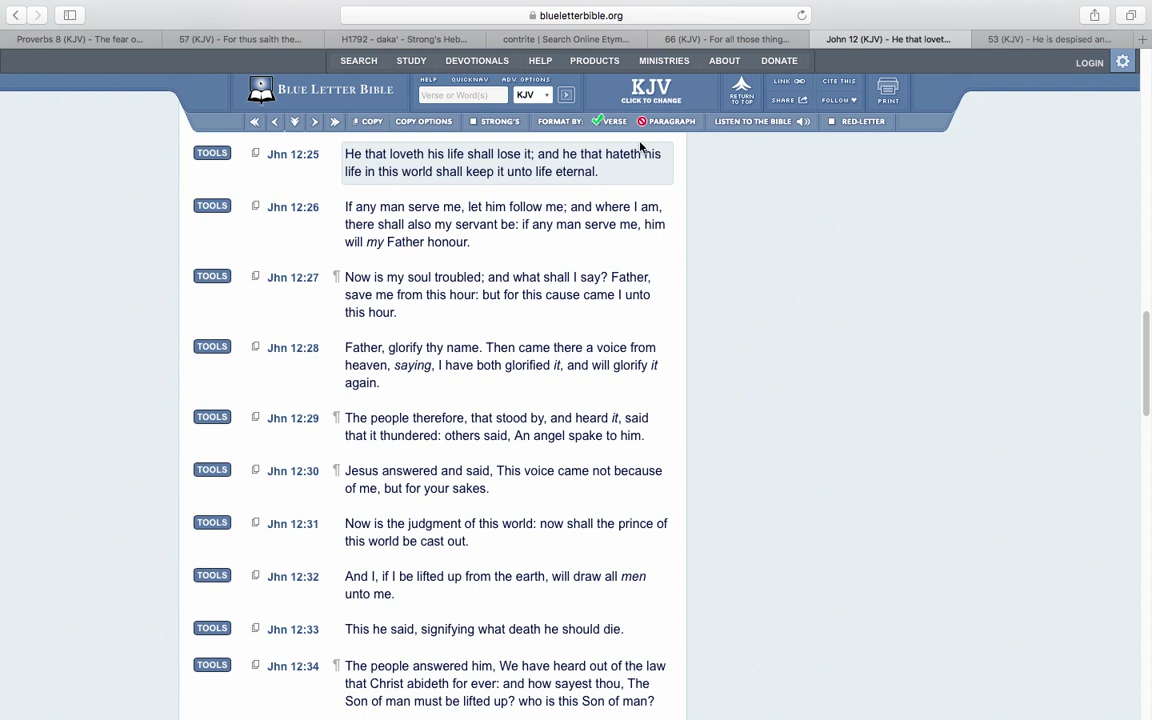 blueletterbible.org
Proverbs 8 (KJV) - The fear o...
57 (KJV) - For thus saith the...
H1792 - daka' - Strong's Heb...
contrite | Search Online Etym...
66 (KJV) - For all those thing...
John 12 (KJV) - He that lovet...
53 (KJV) - He is despised an...
SEARCH STUDY DEVOTIONALS HELP PRODUCTS MINISTRIES ABOUT DONATE LOGIN
BLUE LETTER BIBLE
HELP QUICKNAV ADV. OPTIONS
Verse or Word(s) KJV
KJV
CLICK TO CHANGE
RETURN
TO TOP
LINK
SHARE
CITE THIS
FOLLOW
PRINT
COPY COPY OPTIONS STRONG'S FORMAT BY: VERSE PARAGRAPH LISTEN TO THE BIBLE RED-LETTER
TOOLS Jhn 12:25 He that loveth his life shall lose it; and he that hateth his
life in this world shall keep it unto life eternal.
TOOLS Jhn 12:26 If any man serve me, let him follow me; and where I am,
there shall also my servant be: if any man serve me, him
will my Father honour.
TOOLS Jhn 12:27 ¶ Now is my soul troubled; and what shall I say? Father,
save me from this hour: but for this cause came I unto
this hour.
TOOLS Jhn 12:28 Father, glorify thy name. Then came there a voice from
heaven, saying, I have both glorified it, and will glorify it
again.
TOOLS Jhn 12:29 ¶ The people therefore, that stood by, and heard it, said
that it thundered: others said, An angel spake to him.
TOOLS Jhn 12:30 ¶ Jesus answered and said, This voice came not because
of me, but for your sakes.
TOOLS Jhn 12:31 Now is the judgment of this world: now shall the prince of
this world be cast out.
TOOLS Jhn 12:32 And I, if I be lifted up from the earth, will draw all men
unto me.
TOOLS Jhn 12:33 This he said, signifying what death he should die.
TOOLS Jhn 12:34 ¶ The people answered him, We have heard out of the law
that Christ abideth for ever: and how sayest thou, The
Son of man must be lifted up? who is this Son of man?